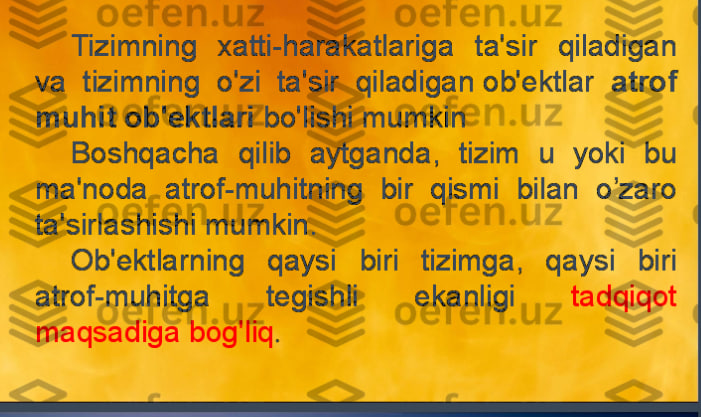 Tizimning xatti-harakatlariga ta'sir qiladigan
va tizimning o'zi ta'sir qiladigan ob'ektlar atrof
muhit ob'ektlari bo'lishi mumkin
Boshqacha qilib aytganda, tizim u yoki bu
ma'noda atrof-muhitning bir qismi bilan o’zaro
ta'sirlashishi mumkin.
Ob'ektlarning qaysi biri tizimga, qaysi biri
atrof-muhitga tegishli ekanligi tadqiqot
maqsadiga bog'liq.
oefen.uz